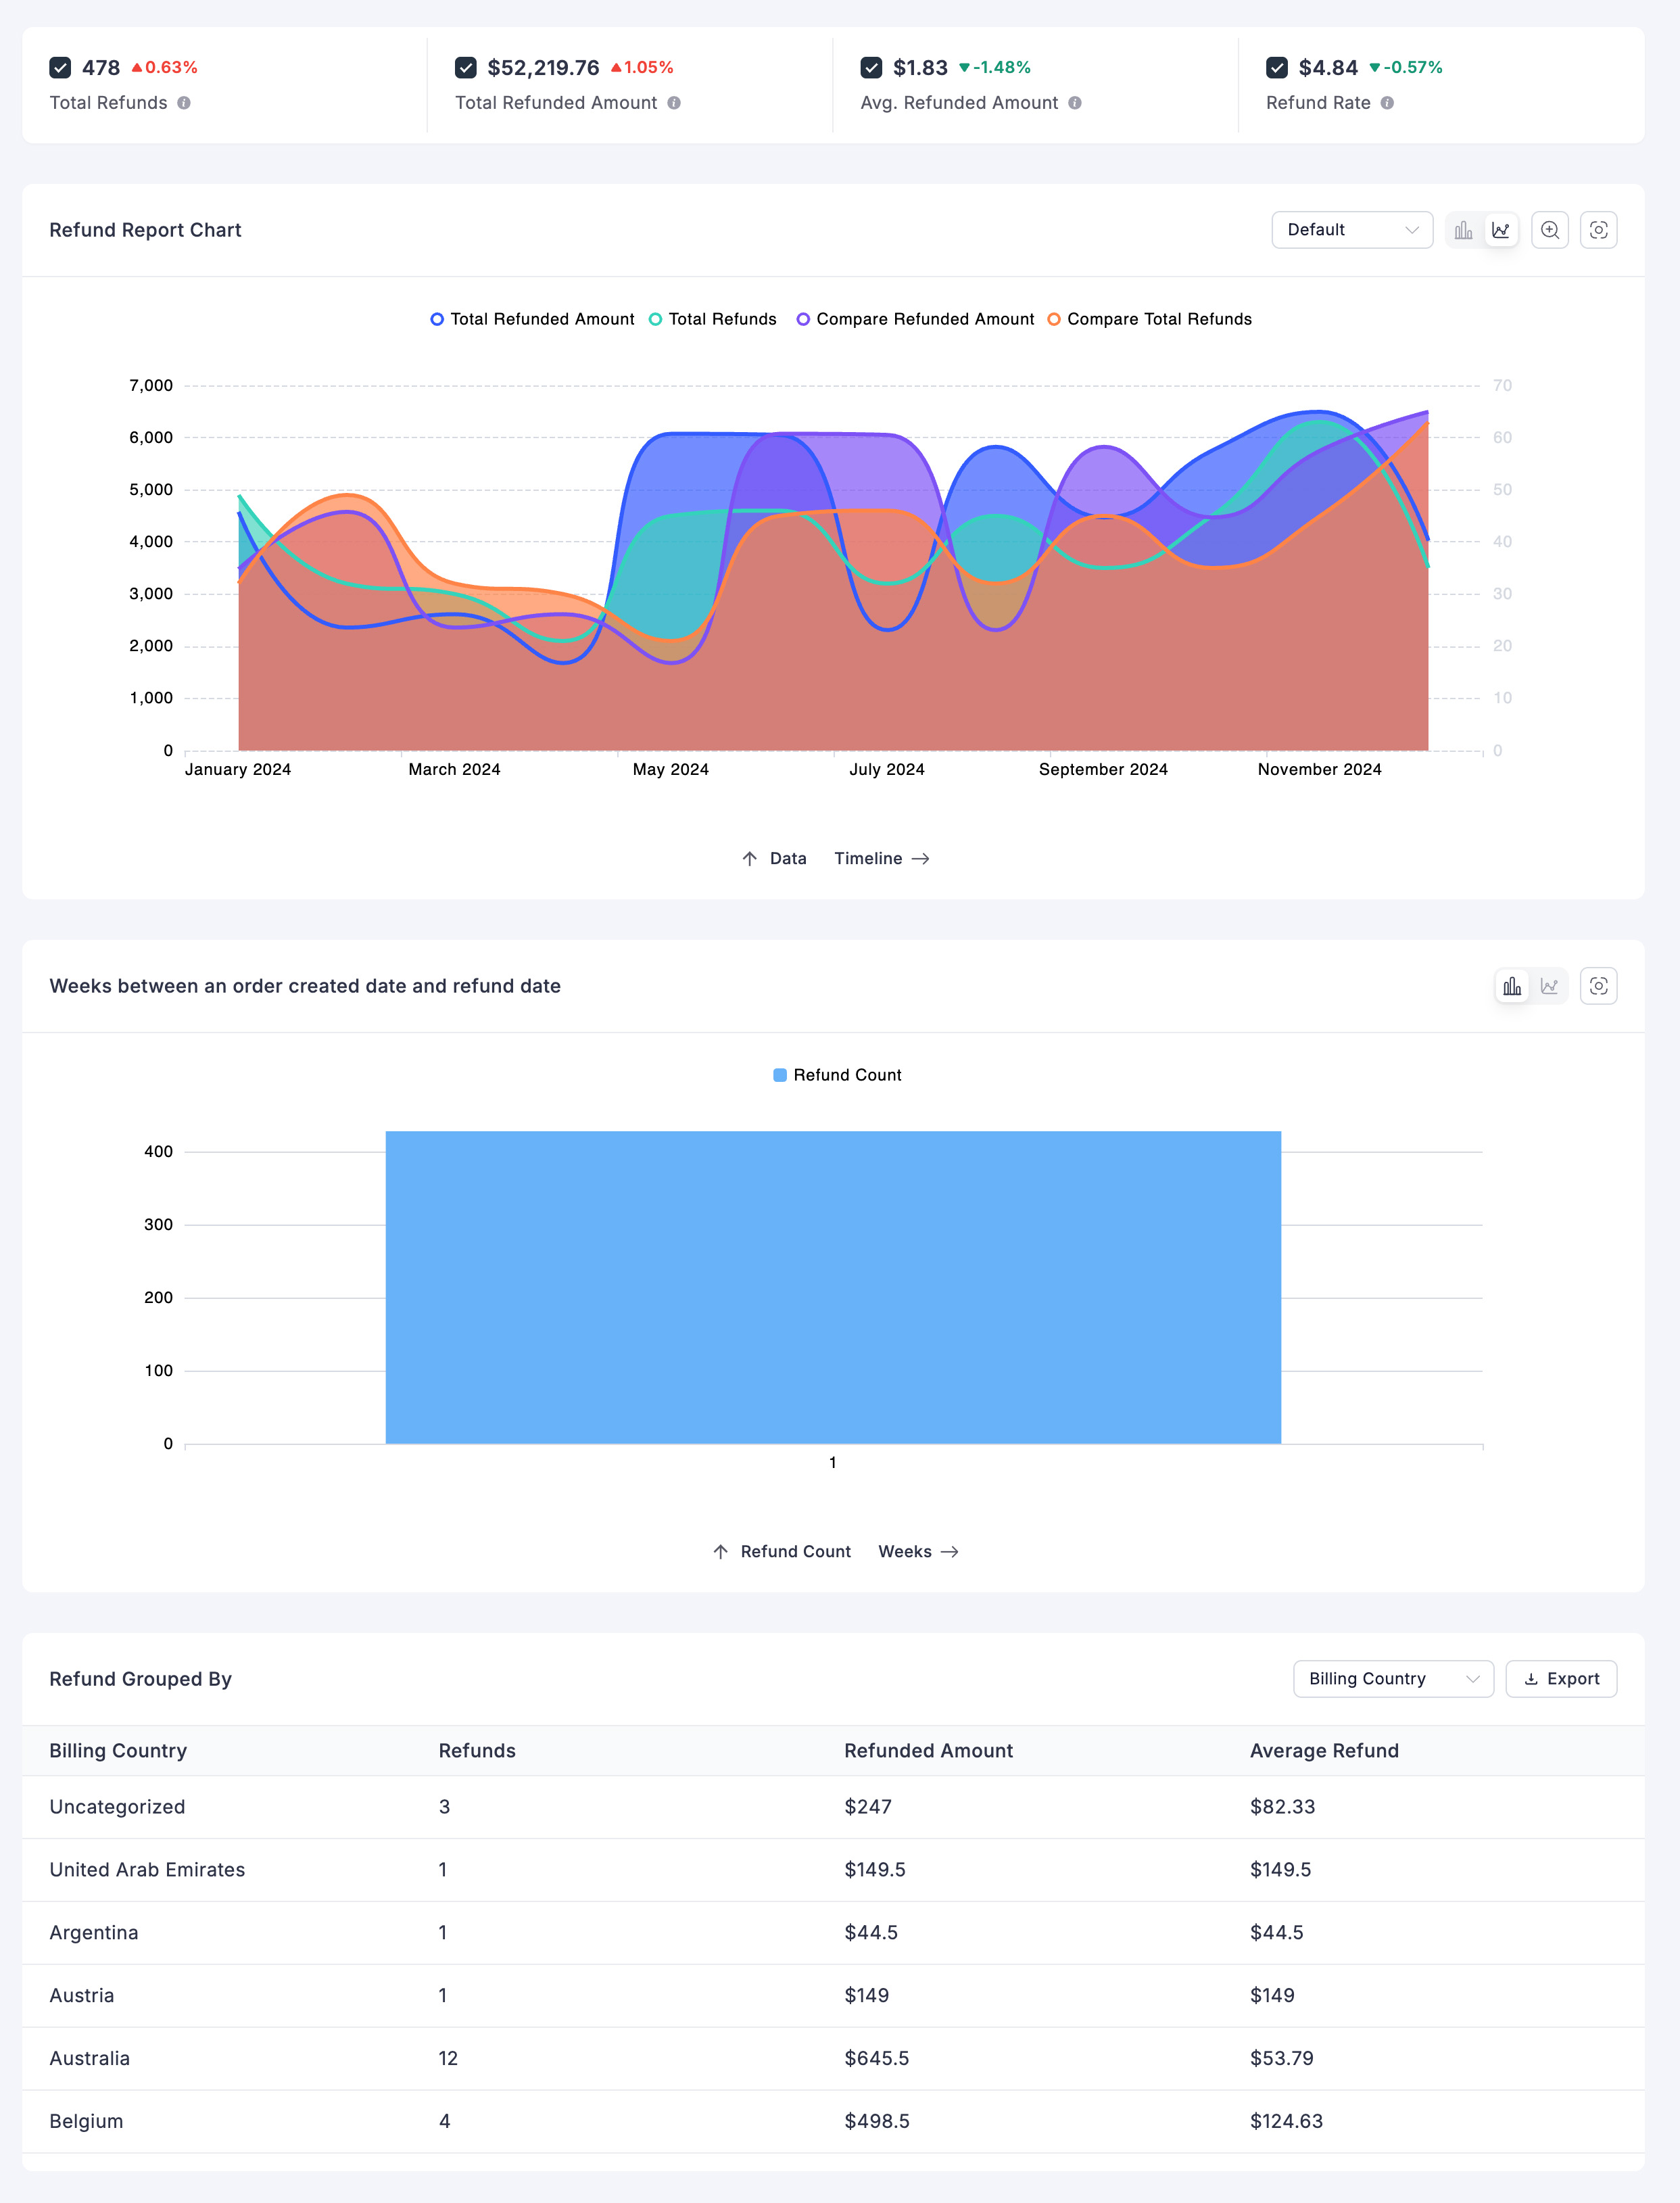 478 ▲0.63%
Total Refunds
$52,219.76 ▲1.05%
Total Refunded Amount
$1.83 ▼-1.48%
Avg. Refunded Amount
$4.84 ▼-0.57%
Refund Rate
Refund Report Chart
Default
Total Refunded Amount Total Refunds Compare Refunded Amount Compare Total Refunds
7,000 70
6,000 60
5,000 50
4,000 40
3,000 30
2,000 20
1,000 10
0 0
January 2024 March 2024 May 2024 July 2024 September 2024 November 2024
↑ Data Timeline →
Weeks between an order created date and refund date
Refund Count
400
300
200
100
0
1
↑ Refund Count Weeks →
Refund Grouped By
Billing Country
Export
Billing Country Refunds Refunded Amount Average Refund
Uncategorized 3 $247 $82.33
United Arab Emirates 1 $149.5 $149.5
Argentina 1 $44.5 $44.5
Austria 1 $149 $149
Australia 12 $645.5 $53.79
Belgium 4 $498.5 $124.63